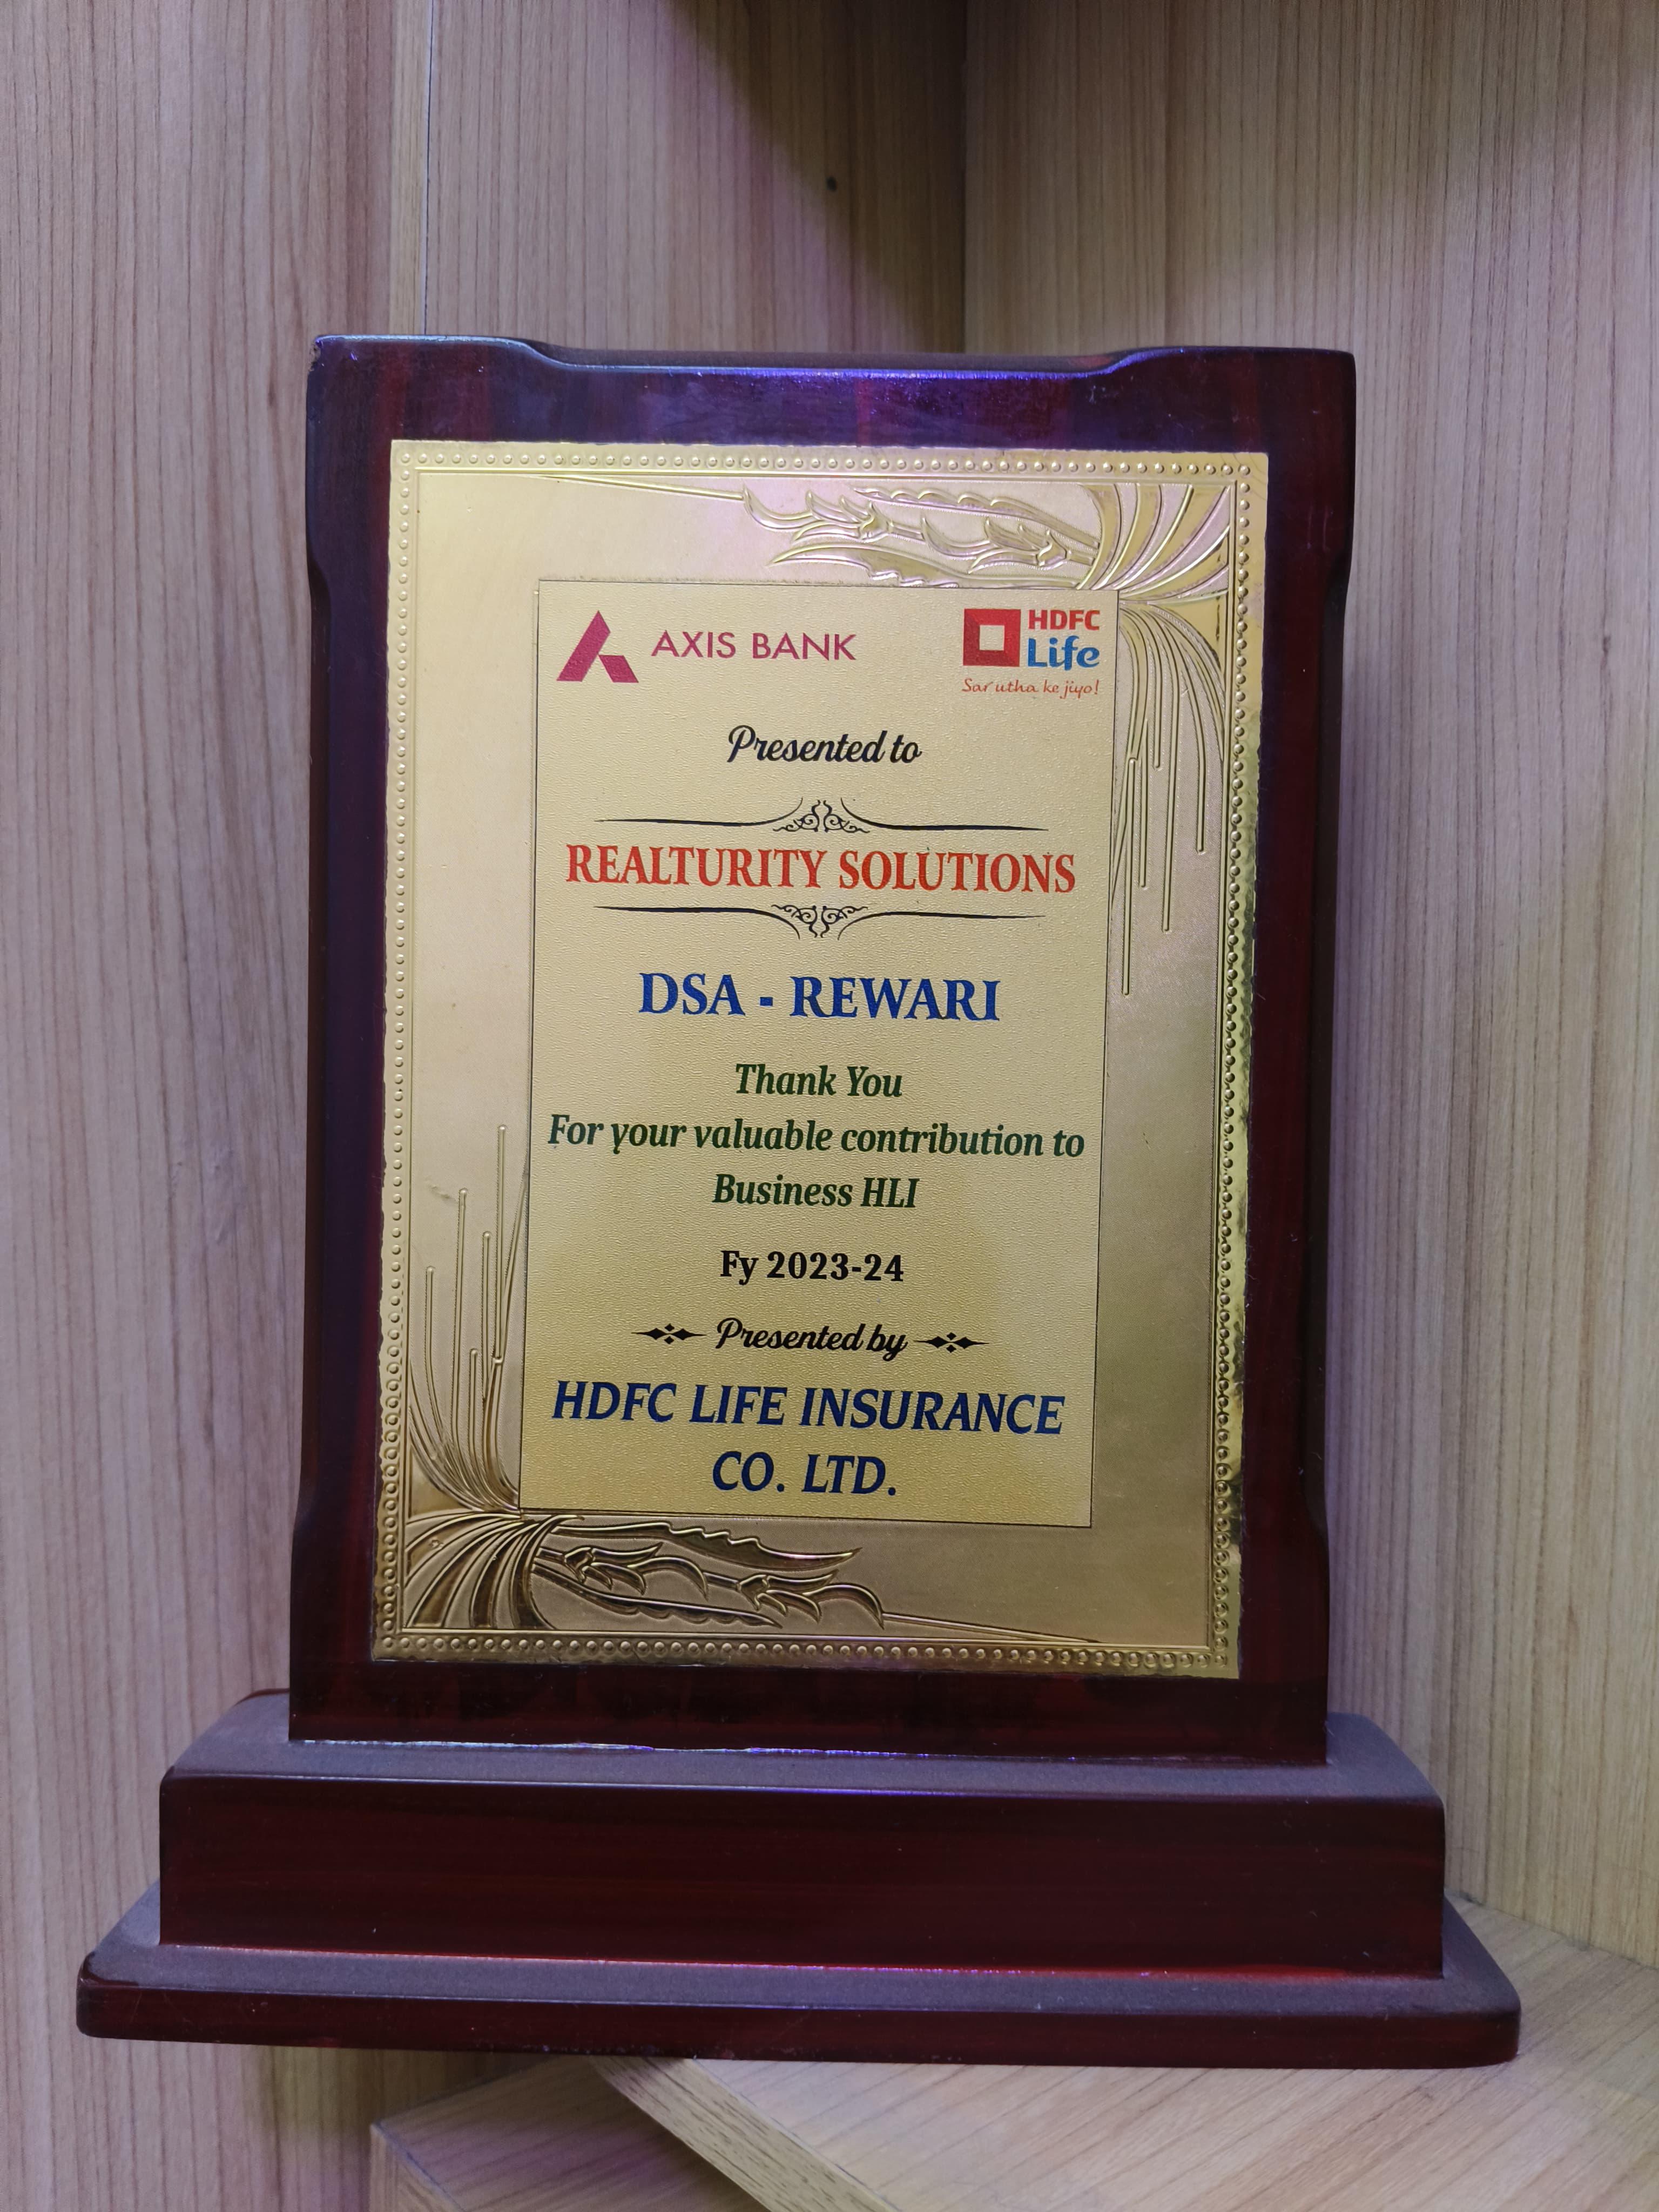 AXIS BANK
HDFC
Life
Sar utha ke jiyo!
Presented to
REALTURITY SOLUTIONS
DSA - REWARI
Thank You
For your valuable contribution to
Business HLI
Fy 2023-24
Presented by
HDFC LIFE INSURANCE
CO. LTD.